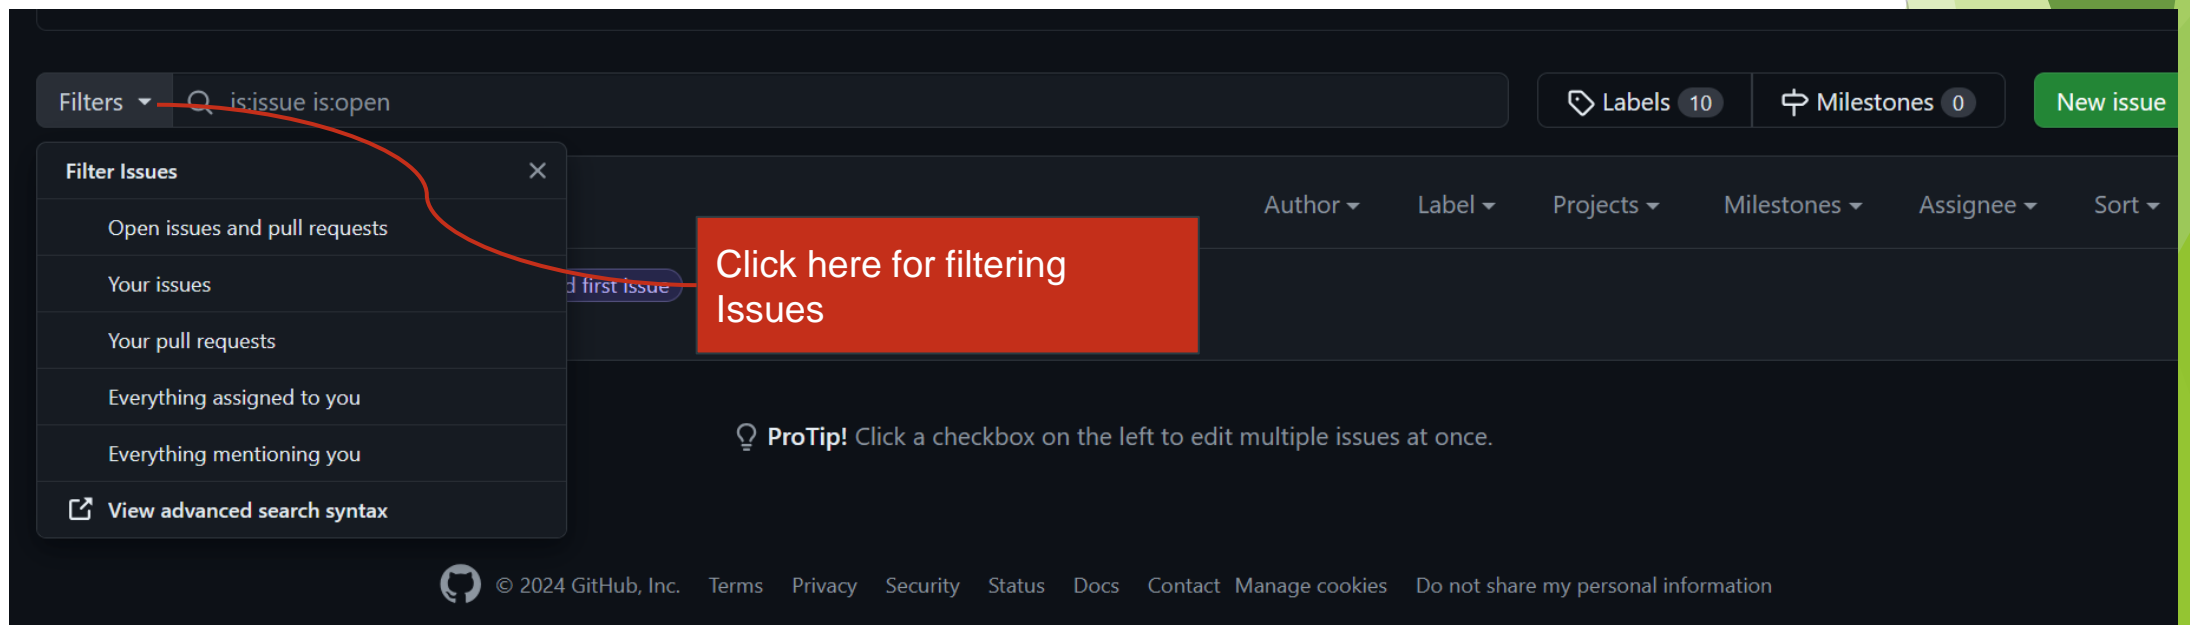 Filters is:issue is:open Labels 10 Milestones 0 New issue
Filter Issues
Author Label Projects Milestones Assignee Sort
Open issues and pull requests
Your issues
d first issue
Click here for filtering
Issues
Your pull requests
Everything assigned to you
Everything mentioning you
ProTip! Click a checkbox on the left to edit multiple issues at once.
View advanced search syntax
© 2024 GitHub, Inc. Terms Privacy Security Status Docs Contact Manage cookies Do not share my personal information